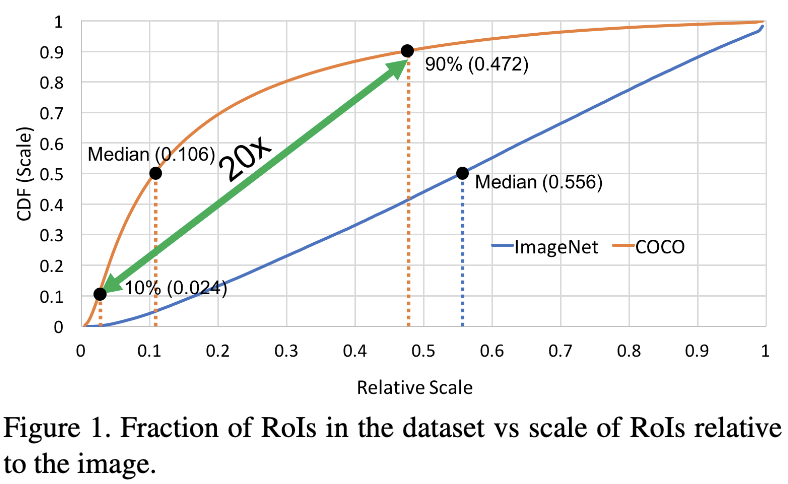 1
0.9
90% (0.472)
0.8
0.7
0.6
Median (0.106)
20x
0.5
Median (0.556)
CDF (Scale)
0.4
0.3
ImageNet
COCO
0.2
10% (0.024)
0.1
0
0 0.1 0.2 0.3 0.4 0.5 0.6 0.7 0.8 0.9 1
Relative Scale
Figure 1. Fraction of RoIs in the dataset vs scale of RoIs relative
to the image.